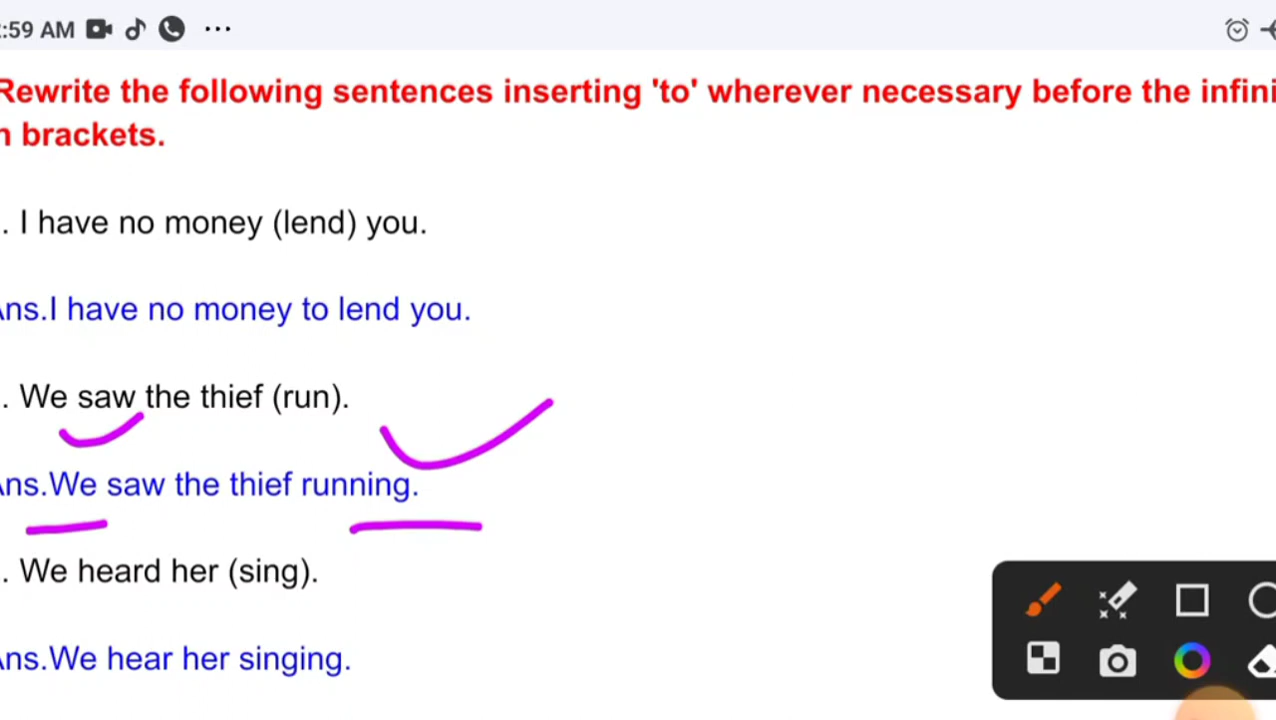 :59 AM
Rewrite the following sentences inserting 'to' wherever necessary before the infini
n brackets.
. I have no money (lend) you.
Ans.I have no money to lend you.
. We saw the thief (run).
Ans.We saw the thief running.
. We heard her (sing).
Ans.We hear her singing.